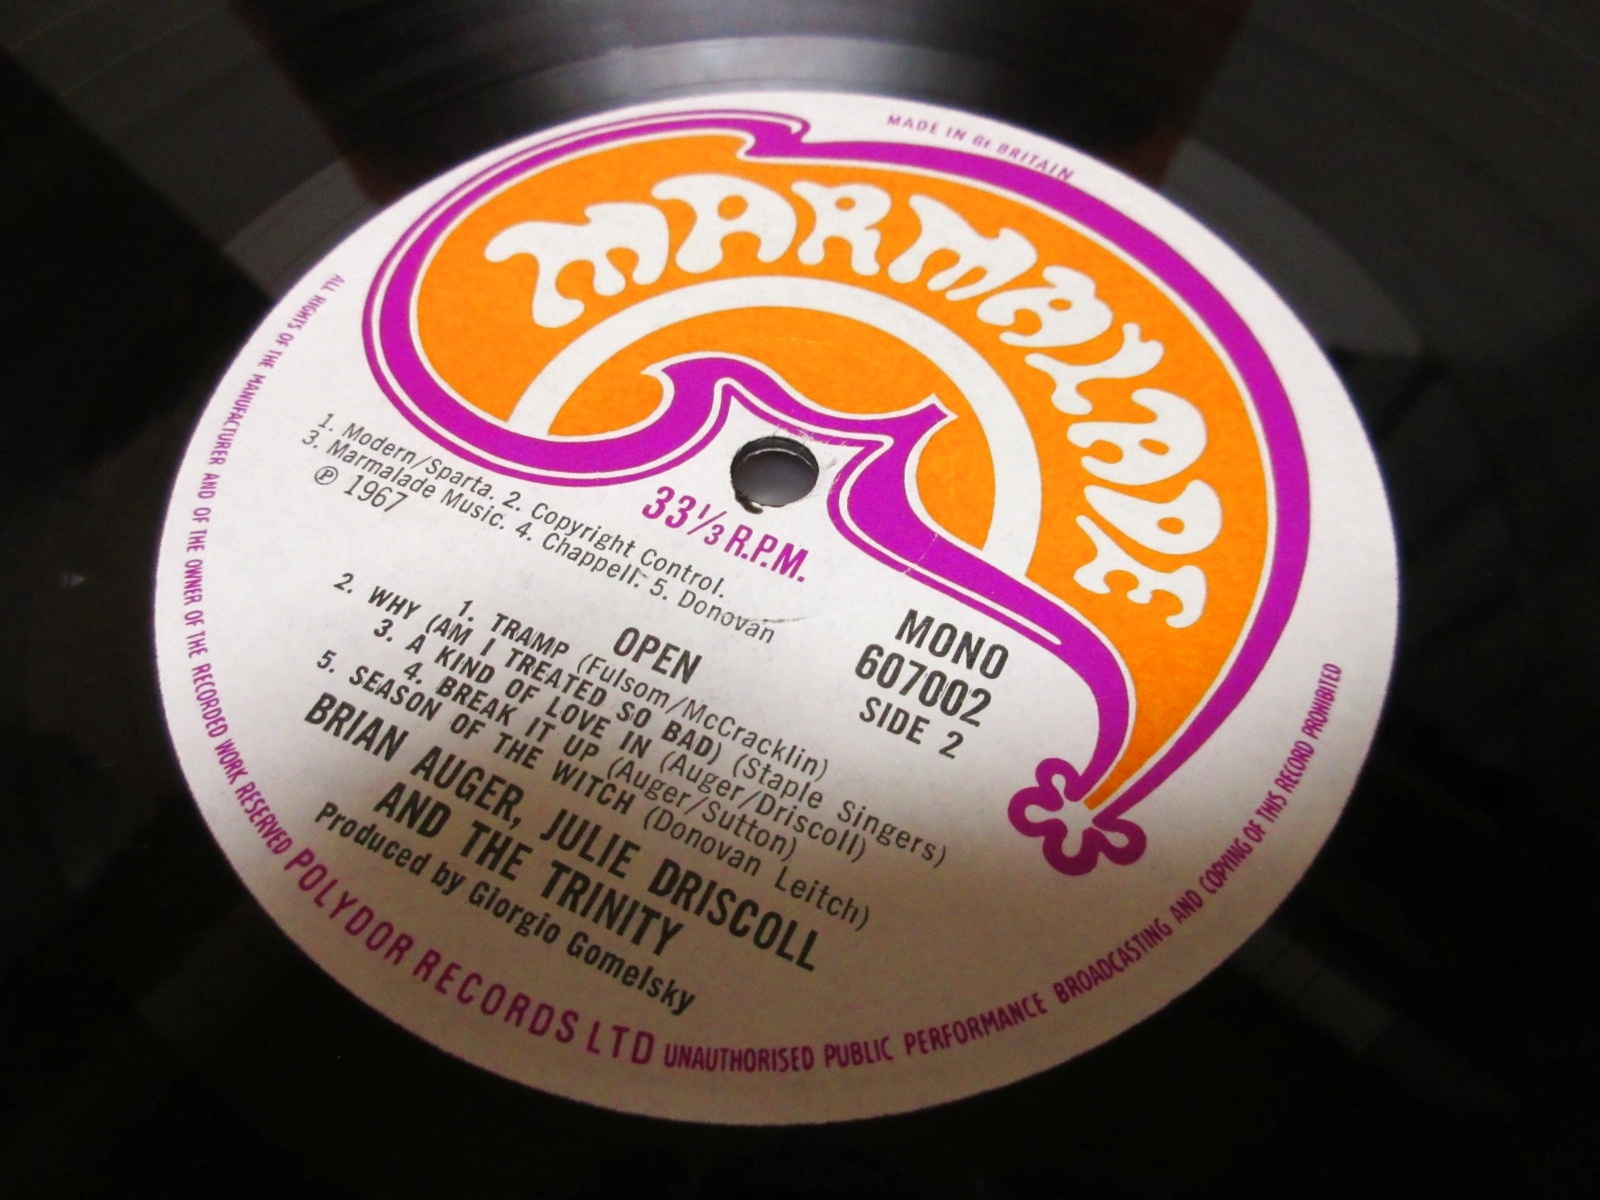 MADE IN Gt. BRITAIN
MARMALADE
33⅓ R.P.M.
1. Modern/Sparta. 2. Copyright Control.
3. Marmalade Music. 4. Chappell. 5. Donovan
℗ 1967
MONO
607002
SIDE 2
OPEN
1. TRAMP (Fulsom/McCracklin)
2. WHY (AM I TREATED SO BAD) (Staple Singers)
3. A KIND OF LOVE IN (Auger/Driscoll)
4. BREAK IT UP (Auger/Sutton)
5. SEASON OF THE WITCH (Donovan Leitch)
BRIAN AUGER, JULIE DRISCOLL
AND THE TRINITY
Produced by Giorgio Gomelsky
ALL RIGHTS OF THE MANUFACTURER AND OF THE OWNER OF THE RECORDED WORK RESERVED POLYDOR RECORDS LTD UNAUTHORISED PUBLIC PERFORMANCE BROADCASTING AND COPYING OF THIS RECORD PROHIBITED